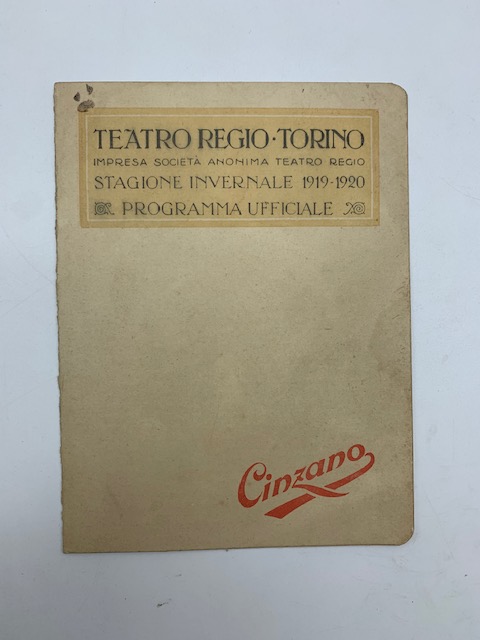 TEATRO REGIO · TORINO
IMPRESA SOCIETÀ ANONIMA TEATRO REGIO
STAGIONE INVERNALE 1919-1920
PROGRAMMA UFFICIALE
Cinzano